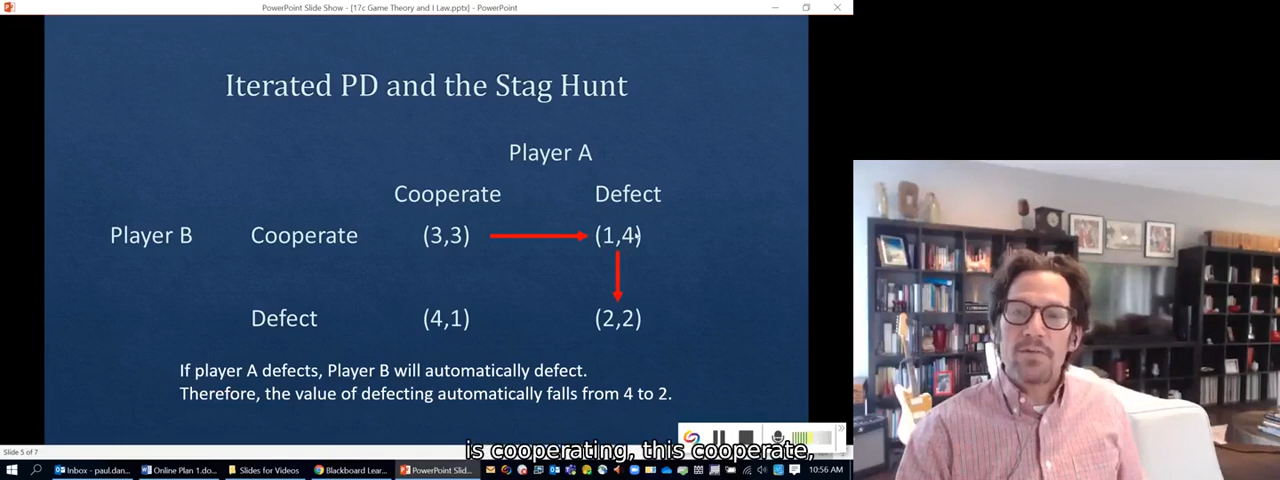 PowerPoint Slide Show - [17c Game Theory and I Law.pptx] - PowerPoint
Iterated PD and the Stag Hunt
Player A
Cooperate Defect
Player B Cooperate (3,3) (1,4)
Defect (4,1) (2,2)
If player A defects, Player B will automatically defect.
Therefore, the value of defecting automatically falls from 4 to 2.
is cooperating, this cooperate,
Slide 5 of 7
Inbox - paul.dan... Online Plan 1.do... Slides for Videos Blackboard Lear... PowerPoint Slid... 10:56 AM